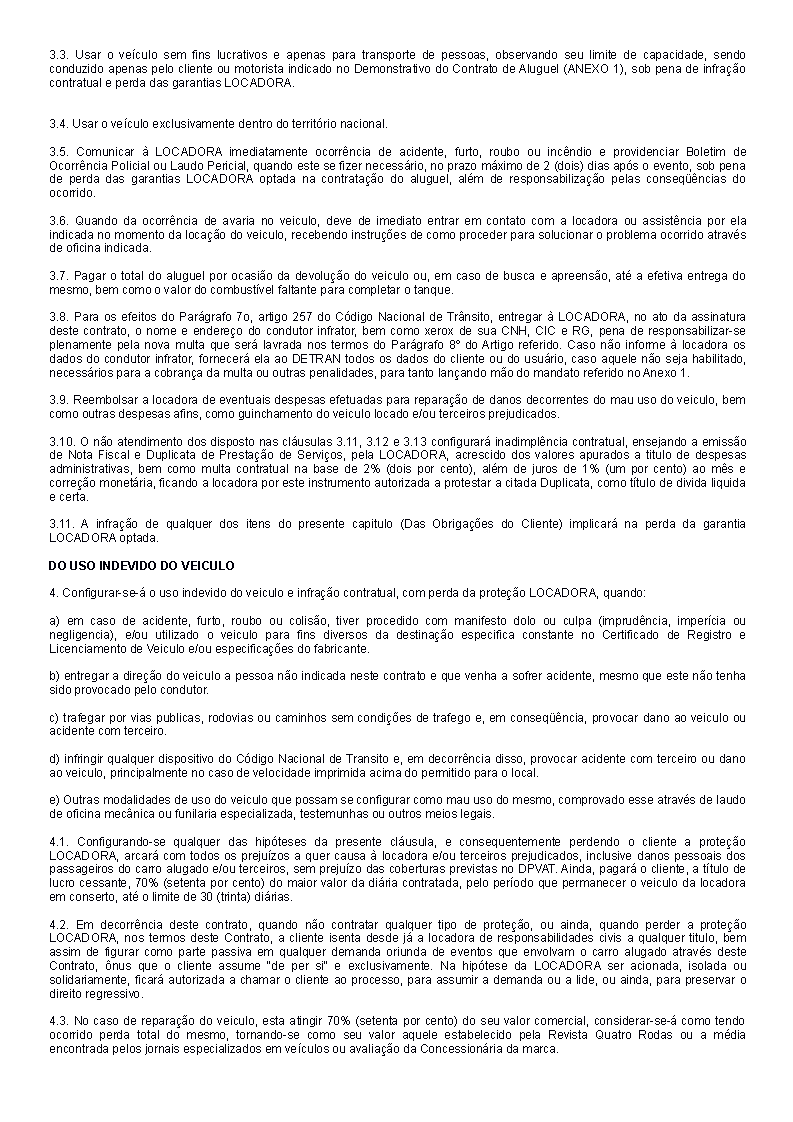 3.3. Usar o veículo sem fins lucrativos e apenas para transporte de pessoas, observando seu limite de capacidade, sendo
conduzido apenas pelo cliente ou motorista indicado no Demonstrativo do Contrato de Aluguel (ANEXO 1), sob pena de infração
contratual e perda das garantias LOCADORA.
3.4. Usar o veículo exclusivamente dentro do território nacional.
3.5. Comunicar à LOCADORA imediatamente ocorrência de acidente, furto, roubo ou incêndio e providenciar Boletim de
Ocorrência Policial ou Laudo Pericial, quando este se fizer necessário, no prazo máximo de 2 (dois) dias após o evento, sob pena
de perda das garantias LOCADORA optada na contratação do aluguel, além de responsabilização pelas conseqüências do
ocorrido.
3.6. Quando da ocorrência de avaria no veiculo, deve de imediato entrar em contato com a locadora ou assistência por ela
indicada no momento da locação do veiculo, recebendo instruções de como proceder para solucionar o problema ocorrido através
de oficina indicada.
3.7. Pagar o total do aluguel por ocasião da devolução do veiculo ou, em caso de busca e apreensão, até a efetiva entrega do
mesmo, bem como o valor do combustível faltante para completar o tanque.
3.8. Para os efeitos do Parágrafo 7o, artigo 257 do Código Nacional de Trânsito, entregar à LOCADORA, no ato da assinatura
deste contrato, o nome e endereço do condutor infrator, bem como xerox de sua CNH, CIC e RG, pena de responsabilizar-se
plenamente pela nova multa que será lavrada nos termos do Parágrafo 8° do Artigo referido. Caso não informe à locadora os
dados do condutor infrator, fornecerá ela ao DETRAN todos os dados do cliente ou do usuário, caso aquele não seja habilitado,
necessários para a cobrança da multa ou outras penalidades, para tanto lançando mão do mandato referido no Anexo 1.
3.9. Reembolsar a locadora de eventuais despesas efetuadas para reparação de danos decorrentes do mau uso do veiculo, bem
como outras despesas afins, como guinchamento do veiculo locado e/ou terceiros prejudicados.
3.10. O não atendimento dos disposto nas cláusulas 3.11, 3.12 e 3.13 configurará inadimplência contratual, ensejando a emissão
de Nota Fiscal e Duplicata de Prestação de Serviços, pela LOCADORA, acrescido dos valores apurados a titulo de despesas
administrativas, bem como multa contratual na base de 2% (dois por cento), além de juros de 1% (um por cento) ao mês e
correção monetária, ficando a locadora por este instrumento autorizada a protestar a citada Duplicata, como título de divida liquida
e certa.
3.11. A infração de qualquer dos itens do presente capitulo (Das Obrigações do Cliente) implicará na perda da garantia
LOCADORA optada.
DO USO INDEVIDO DO VEICULO
4. Configurar-se-á o uso indevido do veiculo e infração contratual, com perda da proteção LOCADORA, quando:
a) em caso de acidente, furto, roubo ou colisão, tiver procedido com manifesto dolo ou culpa (imprudência, imperícia ou
negligencia), e/ou utilizado o veiculo para fins diversos da destinação especifica constante no Certificado de Registro e
Licenciamento de Veiculo e/ou especificações do fabricante.
b) entregar a direção do veiculo a pessoa não indicada neste contrato e que venha a sofrer acidente, mesmo que este não tenha
sido provocado pelo condutor.
c) trafegar por vias publicas, rodovias ou caminhos sem condições de trafego e, em conseqüência, provocar dano ao veiculo ou
acidente com terceiro.
d) infringir qualquer dispositivo do Código Nacional de Transito e, em decorrência disso, provocar acidente com terceiro ou dano
ao veiculo, principalmente no caso de velocidade imprimida acima do permitido para o local.
e) Outras modalidades de uso do veiculo que possam se configurar como mau uso do mesmo, comprovado esse através de laudo
de oficina mecânica ou funilaria especializada, testemunhas ou outros meios legais.
4.1. Configurando-se qualquer das hipóteses da presente cláusula, e consequentemente perdendo o cliente a proteção
LOCADORA, arcará com todos os prejuízos a quer causa à locadora e/ou terceiros prejudicados, inclusive danos pessoais dos
passageiros do carro alugado e/ou terceiros, sem prejuízo das coberturas previstas no DPVAT. Ainda, pagará o cliente, a título de
lucro cessante, 70% (setenta por cento) do maior valor da diária contratada, pelo período que permanecer o veiculo da locadora
em conserto, até o limite de 30 (trinta) diárias.
4.2. Em decorrência deste contrato, quando não contratar qualquer tipo de proteção, ou ainda, quando perder a proteção
LOCADORA, nos termos deste Contrato, a cliente isenta desde já a locadora de responsabilidades civis a qualquer titulo, bem
assim de figurar como parte passiva em qualquer demanda oriunda de eventos que envolvam o carro alugado através deste
Contrato, ônus que o cliente assume "de per si" e exclusivamente. Na hipótese da LOCADORA ser acionada, isolada ou
solidariamente, ficará autorizada a chamar o cliente ao processo, para assumir a demanda ou a lide, ou ainda, para preservar o
direito regressivo.
4.3. No caso de reparação do veiculo, esta atingir 70% (setenta por cento) do seu valor comercial, considerar-se-á como tendo
ocorrido perda total do mesmo, tornando-se como seu valor aquele estabelecido pela Revista Quatro Rodas ou a média
encontrada pelos jornais especializados em veículos ou avaliação da Concessionária da marca.